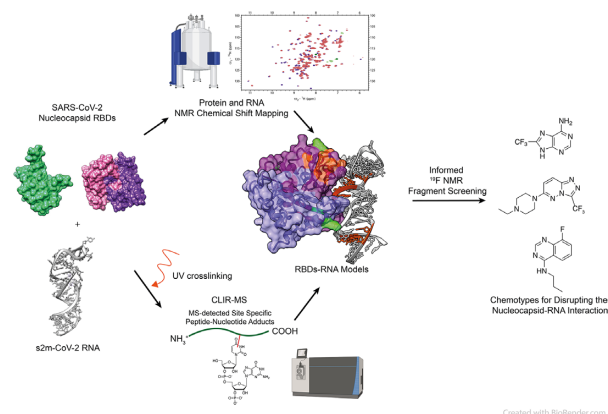 SARS-CoV-2
Nucleocapsid RBDs
+
s2m-CoV-2 RNA
Protein and RNA
NMR Chemical Shift Mapping
UV crosslinking
CLIR-MS
MS-detected Site Specific
Peptide-Nucleotide Adducts
COOH
RBDs-RNA Models
Informed
¹⁹F NMR
Fragment Screening
NH₂
CF₃
N
N
N
H
N
N
N
N
N
N
N
CF₃
F
N
N
HN
Chemotypes for Disrupting the
Nucleocapsid-RNA Interaction
Created with BioRender.com